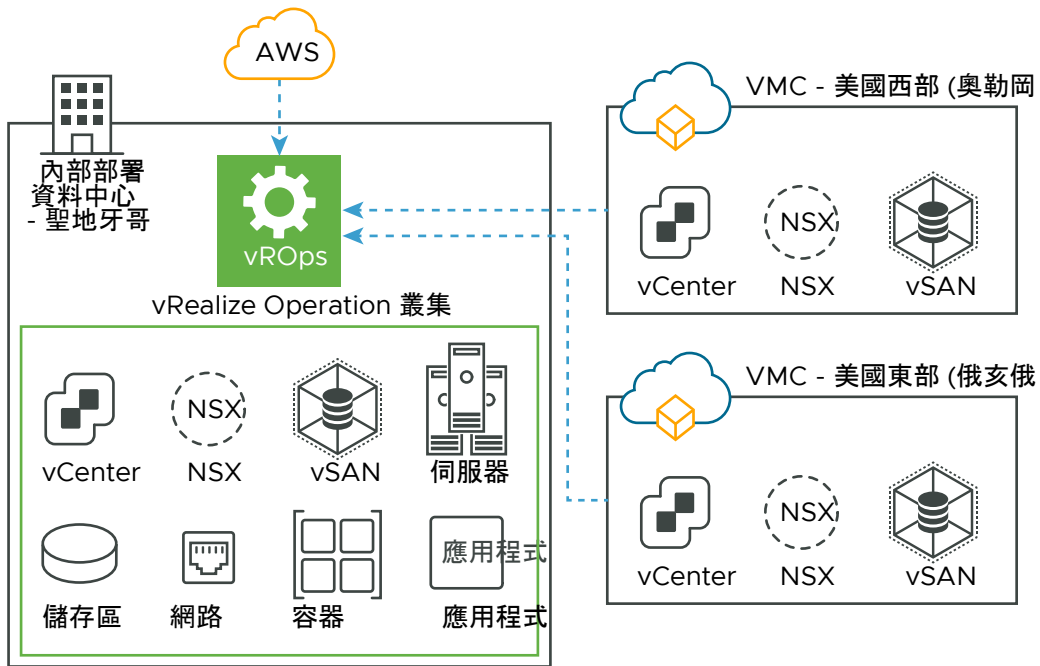 AWS
內部部署
資料中心
- 聖地牙哥
vROps
vRealize Operation 叢集
NSX
vCenter
NSX
vSAN
伺服器
應用程式
儲存區
網路
容器
應用程式
VMC - 美國西部 (奧勒岡
NSX
vCenter
NSX
vSAN
VMC - 美國東部 (俄亥俄
NSX
vCenter
NSX
vSAN